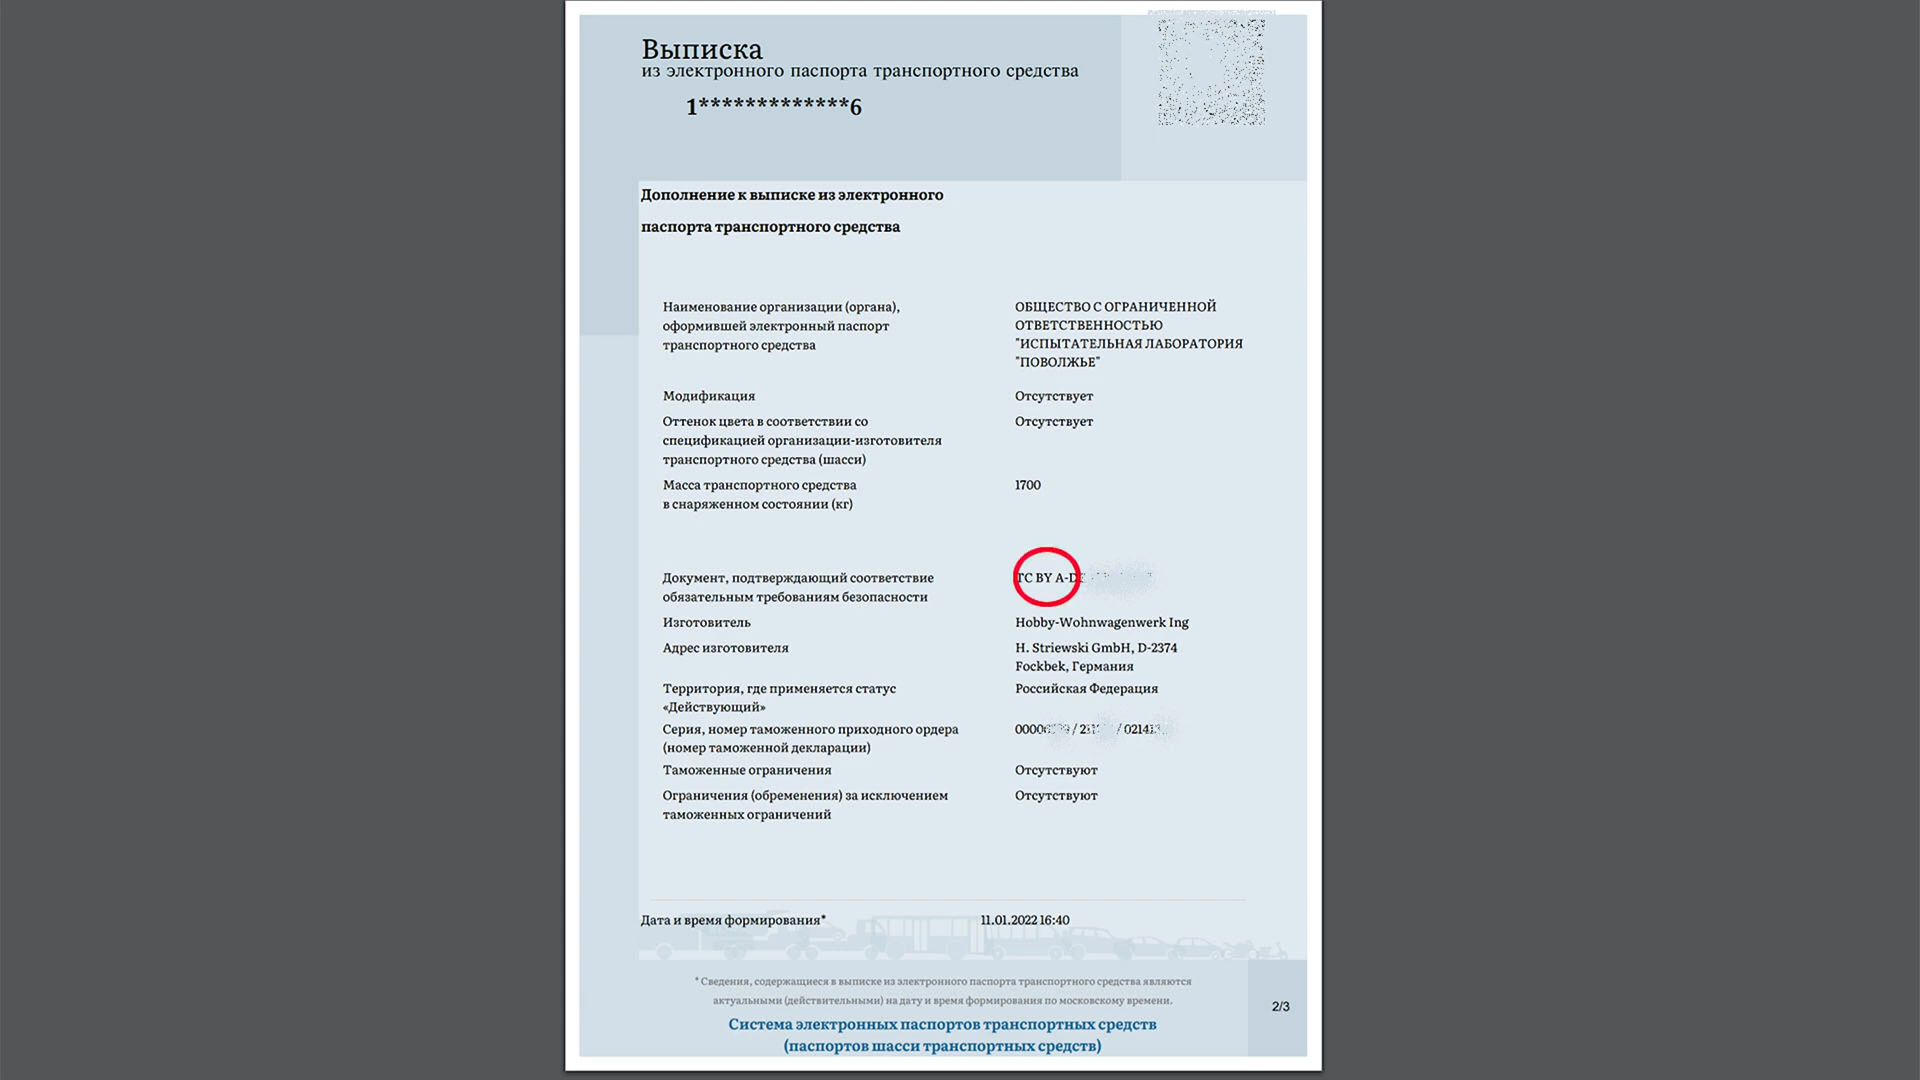 Выписка
из электронного паспорта транспортного средства
1*************6
Дополнение к выписке из электронного
паспорта транспортного средства
Наименование организации (органа),
оформившей электронный паспорт
транспортного средства
ОБЩЕСТВО С ОГРАНИЧЕННОЙ
ОТВЕТСТВЕННОСТЬЮ
"ИСПЫТАТЕЛЬНАЯ ЛАБОРАТОРИЯ
"ПОВОЛЖЬЕ"
Модификация
Отсутствует
Оттенок цвета в соответствии со
спецификацией организации-изготовителя
транспортного средства (шасси)
Отсутствует
Масса транспортного средства
в снаряженном состоянии (кг)
1700
Документ, подтверждающий соответствие
обязательным требованиям безопасности
ТС BY
Изготовитель
Hobby-Wohnwagenwerk Ing
Адрес изготовителя
H. Striewski GmbH, D-2374
Fockbek, Германия
Территория, где применяется статус
«Действующий»
Российская Федерация
Серия, номер таможенного приходного ордера
(номер таможенной декларации)
Таможенные ограничения
Отсутствуют
Ограничения (обременения) за исключением
таможенных ограничений
Отсутствуют
Дата и время формирования*
11.01.2022 16:40
* Сведения, содержащиеся в выписке из электронного паспорта транспортного средства являются
актуальными (действительными) на дату и время формирования по московскому времени.
2/3
Система электронных паспортов транспортных средств
(паспортов шасси транспортных средств)